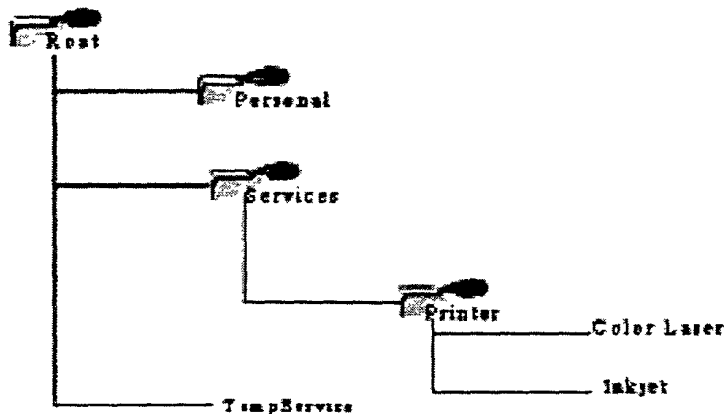 Root
Personal
Services
Printer
Color Laser
Inkjet
TempService